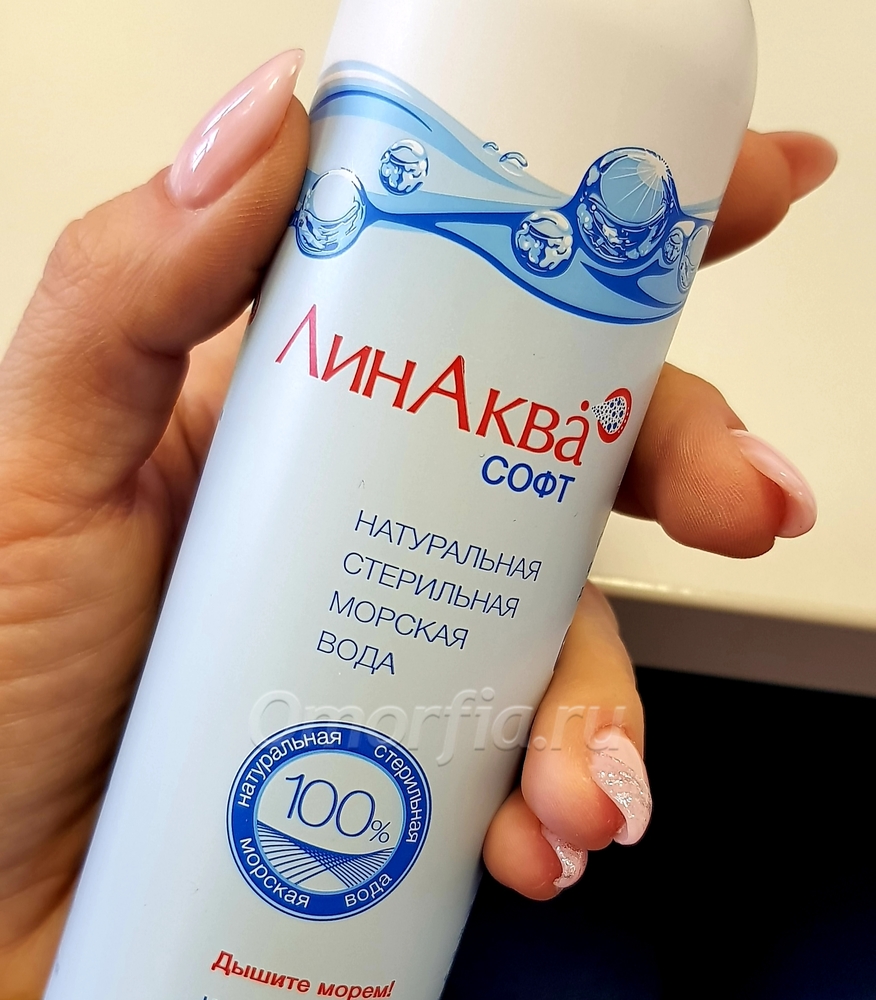 ЛинАква
СОФТ
НАТУРАЛЬНАЯ
СТЕРИЛЬНАЯ
МОРСКАЯ
ВОДА
Omorfia.ru
натуральная стерильная
100%
морская вода
Дышите морем!